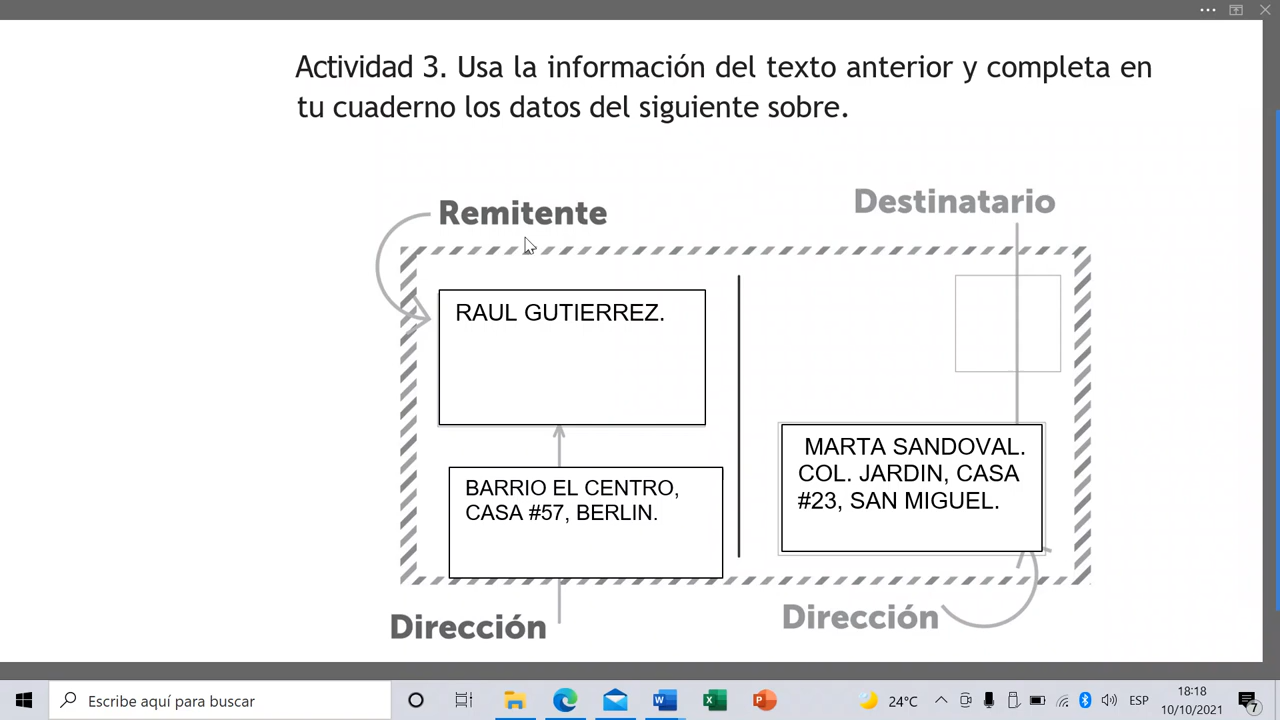 Actividad 3. Usa la información del texto anterior y completa en
tu cuaderno los datos del siguiente sobre.
Remitente
Destinatario
RAUL GUTIERREZ.
BARRIO EL CENTRO,
CASA #57, BERLIN.
MARTA SANDOVAL.
COL. JARDIN, CASA
#23, SAN MIGUEL.
Dirección
Dirección
Escribe aquí para buscar
24°C
ESP
18:18
10/10/2021
7